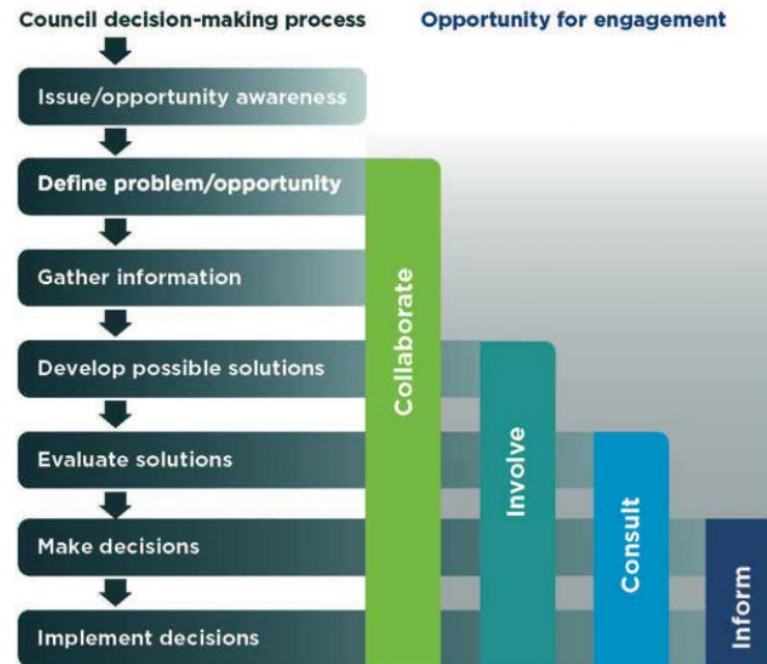 Council decision-making process
Opportunity for engagement
Issue/opportunity awareness
Define problem/opportunity
Gather information
Develop possible solutions
Evaluate solutions
Make decisions
Implement decisions
Collaborate
Involve
Consult
Inform